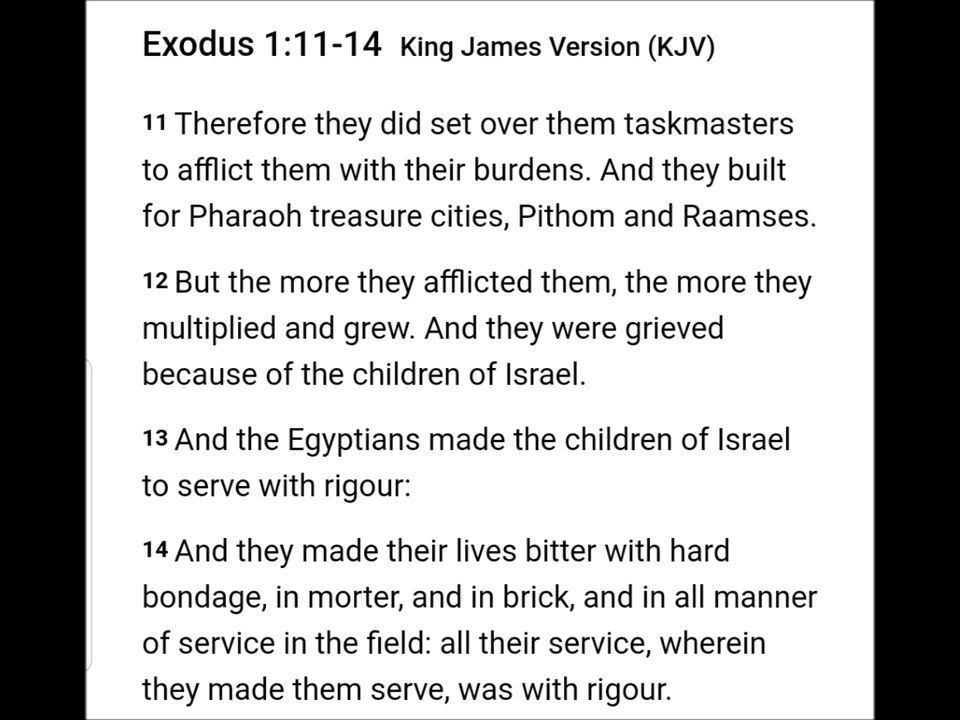 Exodus 1:11-14 King James Version (KJV)
11 Therefore they did set over them taskmasters
to afflict them with their burdens. And they built
for Pharaoh treasure cities, Pithom and Raamses.
12 But the more they afflicted them, the more they
multiplied and grew. And they were grieved
because of the children of Israel.
13 And the Egyptians made the children of Israel
to serve with rigour:
14 And they made their lives bitter with hard
bondage, in morter, and in brick, and in all manner
of service in the field: all their service, wherein
they made them serve, was with rigour.